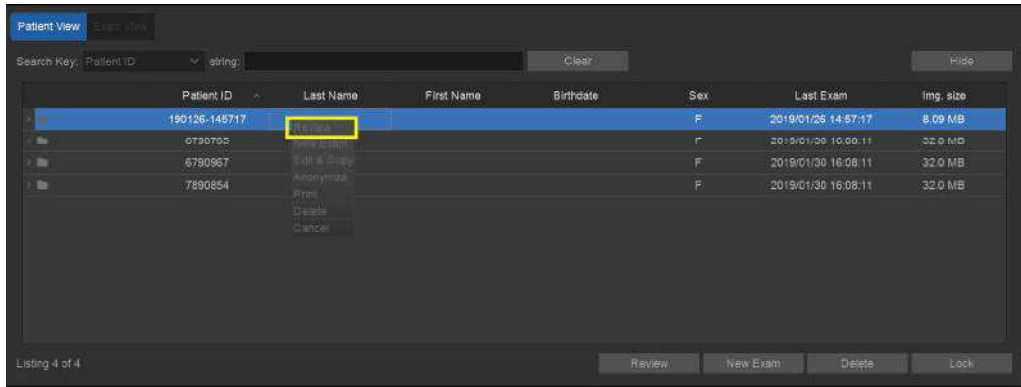 Patient View Exam View
Search Key: Patient ID string: Clear Hide
Patient ID Last Name First Name Birthdate Sex Last Exam Img. size
190126-145717 F 2019/01/26 14:57:17 8.09 MB
6790765 F 2019/01/30 16:08:11 32.0 MB
6790967 F 2019/01/30 16:08:11 32.0 MB
7890854 F 2019/01/30 16:08:11 32.0 MB
Review
New Exam
Edit & Copy
Anonymize
Print
Delete
Cancel
Listing 4 of 4 Review New Exam Delete Lock